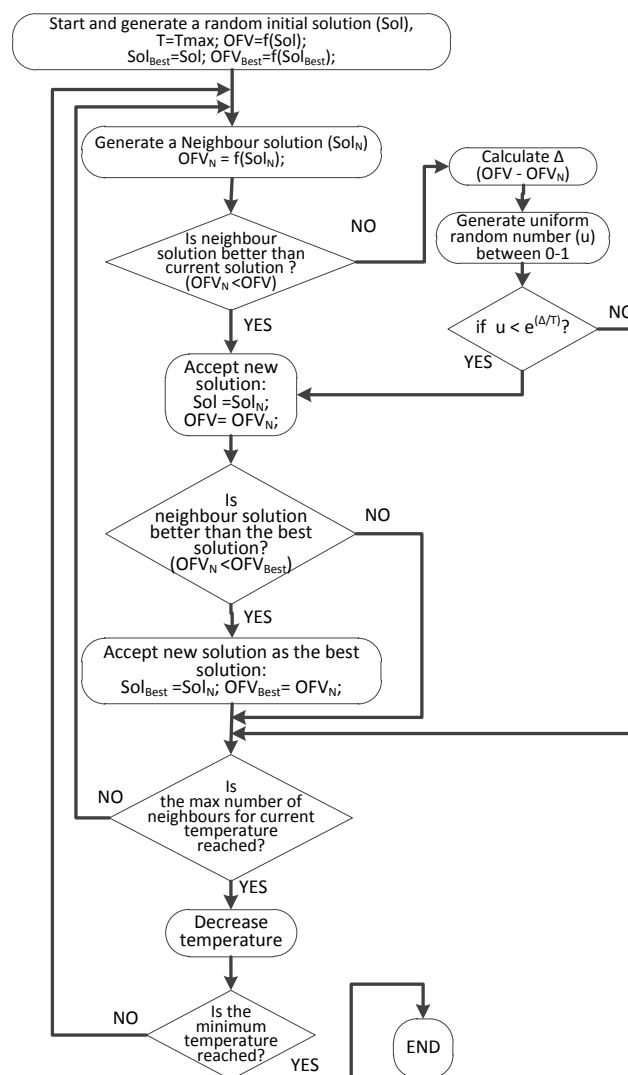 Start and generate a random initial solution (Sol),
T=Tmax; OFV=f(Sol);
SolBest=Sol; OFVBest=f(SolBest);
Generate a Neighbour solution (SolN)
OFVN = f(SolN);
Is neighbour
solution better than
current solution ?
(OFVN <OFV)
NO
YES
Calculate Δ
(OFV - OFVN)
Generate uniform
random number (u)
between 0-1
if u < e(Δ/T)?
NO
YES
Accept new
solution:
Sol =SolN;
OFV= OFVN;
Is
neighbour solution
better than the best
solution?
(OFVN <OFVBest)
NO
YES
Accept new solution as the best
solution:
SolBest =SolN; OFVBest= OFVN;
Is
the max number of
neighbours for current
temperature
reached?
NO
YES
Decrease
temperature
Is the
minimum
temperature
reached?
NO
YES
END